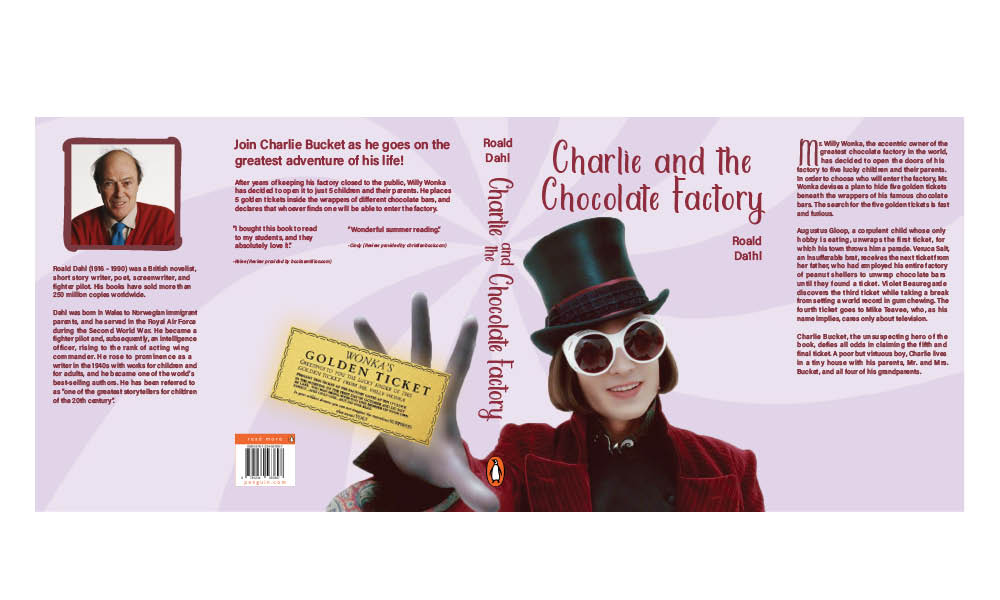 Roald Dahl (1916 - 1990) was a British novelist,
short story writer, poet, screenwriter, and
fighter pilot. His books have sold more than
250 million copies worldwide.
Dahl was born in Wales to Norwegian immigrant
parents, and he served in the Royal Air Force
during the Second World War. He became a
fighter pilot and, subsequently, an intelligence
officer, rising to the rank of acting wing
commander. He rose to prominence as a
writer in the 1940s with works for children and
for adults, and he became one of the world's
best-selling authors. He has been referred to
as "one of the greatest storytellers for children
of the 20th century".
Join Charlie Bucket as he goes on the
greatest adventure of his life!
After years of keeping his factory closed to the public, Willy Wonka
has decided to open it to just 5 children and their parents. He places
5 golden tickets inside the wrappers of different chocolate bars, and
declares that whoever finds one will be able to enter the factory.
"I bought this book to read
to my students, and they
absolutely love it!"
"Wonderful summer reading."
WONKA'S
GOLDEN TICKET
GREETINGS TO YOU THE LUCKY FINDER OF THIS
GOLDEN TICKET FROM MR. WILLY WONKA
read more
penguin.com
Roald
Dahl
Charlie and
the Chocolate Factory
Charlie and the
Chocolate Factory
Roald
Da1hl
Mr. Willy Wonka, the eccentric owner of the
greatest chocolate factory in the world,
has decided to open the doors of his
factory to five lucky children and their parents.
In order to choose who will enter the factory, Mr.
Wonka devises a plan to hide five golden tickets
beneath the wrappers of his famous chocolate
bars. The search for the five golden tickets is fast
and furious.
Augustus Gloop, a corpulent child whose only
hobby is eating, unwraps the first ticket, for
which his town throws him a parade. Veruca Salt,
an insufferable brat, receives the next ticket from
her father, who had employed his entire factory
of peanut shellers to unwrap chocolate bars
until they found a ticket. Violet Beauregarde
discovers the third ticket while taking a break
from setting a world record in gum chewing. The
fourth ticket goes to Mike Teavee, who, as his
name implies, cares only about television.
Charlie Bucket, the unsuspecting hero of the
book, defies all odds in claiming the fifth and
final ticket. A poor but virtuous boy, Charlie lives
in a tiny house with his parents, Mr. and Mrs.
Bucket, and all four of his grandparents.